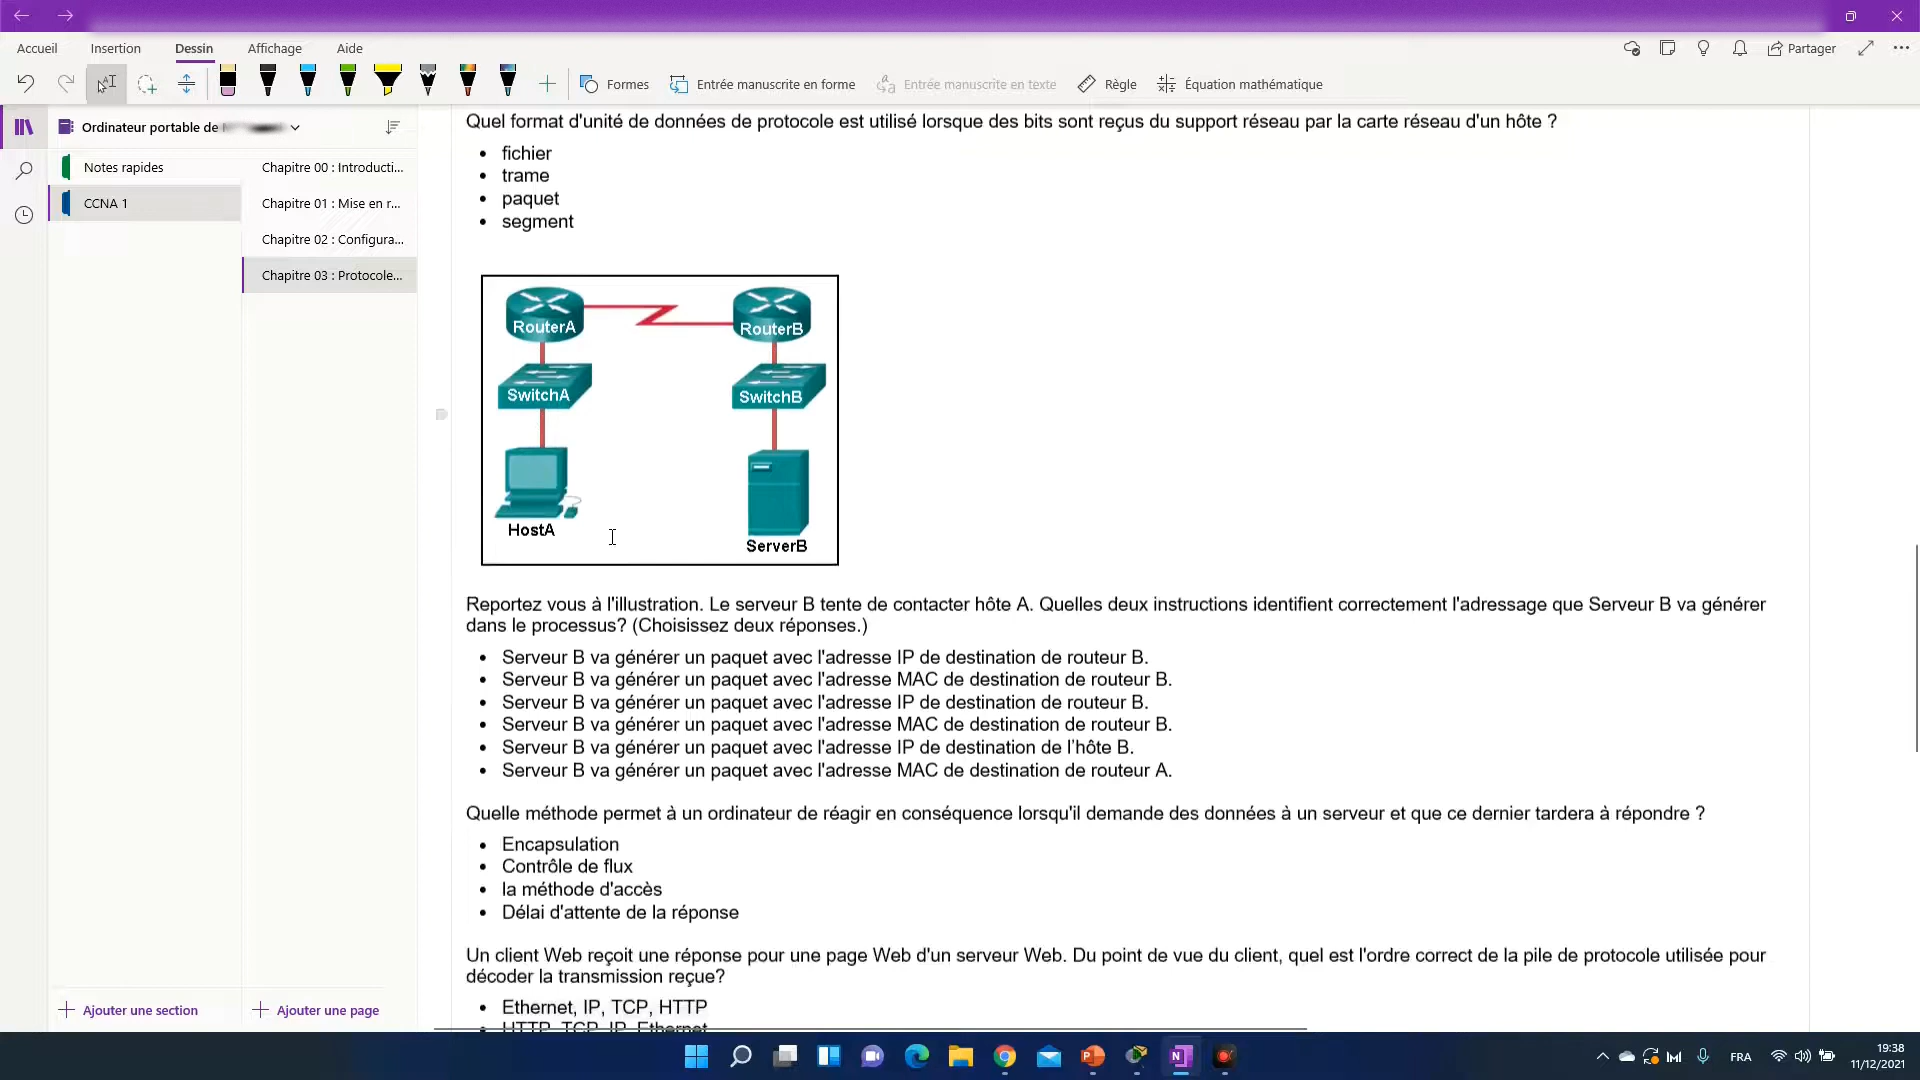 Accueil Insertion Dessin Affichage Aide Partager
Formes Entrée manuscrite en forme Entrée manuscrite en texte Règle Équation mathématique
Ordinateur portable de
Notes rapides
CCNA 1
Chapitre 00 : Introducti...
Chapitre 01 : Mise en r...
Chapitre 02 : Configura...
Chapitre 03 : Protocole...
Quel format d'unité de données de protocole est utilisé lorsque des bits sont reçus du support réseau par la carte réseau d'un hôte ?
fichier
trame
paquet
segment
RouterA RouterB
SwitchA SwitchB
HostA
ServerB
Reportez vous à l'illustration. Le serveur B tente de contacter hôte A. Quelles deux instructions identifient correctement l'adressage que Serveur B va générer
dans le processus? (Choisissez deux réponses.)
Serveur B va générer un paquet avec l'adresse IP de destination de routeur B.
Serveur B va générer un paquet avec l'adresse MAC de destination de routeur B.
Serveur B va générer un paquet avec l'adresse IP de destination de routeur B.
Serveur B va générer un paquet avec l'adresse MAC de destination de routeur B.
Serveur B va générer un paquet avec l'adresse IP de destination de l’hôte B.
Serveur B va générer un paquet avec l'adresse MAC de destination de routeur A.
Quelle méthode permet à un ordinateur de réagir en conséquence lorsqu'il demande des données à un serveur et que ce dernier tardera à répondre ?
Encapsulation
Contrôle de flux
la méthode d'accès
Délai d'attente de la réponse
Un client Web reçoit une réponse pour une page Web d'un serveur Web. Du point de vue du client, quel est l'ordre correct de la pile de protocole utilisée pour
décoder la transmission reçue?
Ethernet, IP, TCP, HTTP
HTTP, TCP, IP, Ethernet
Ajouter une section Ajouter une page
FRA
19:38
11/12/2021